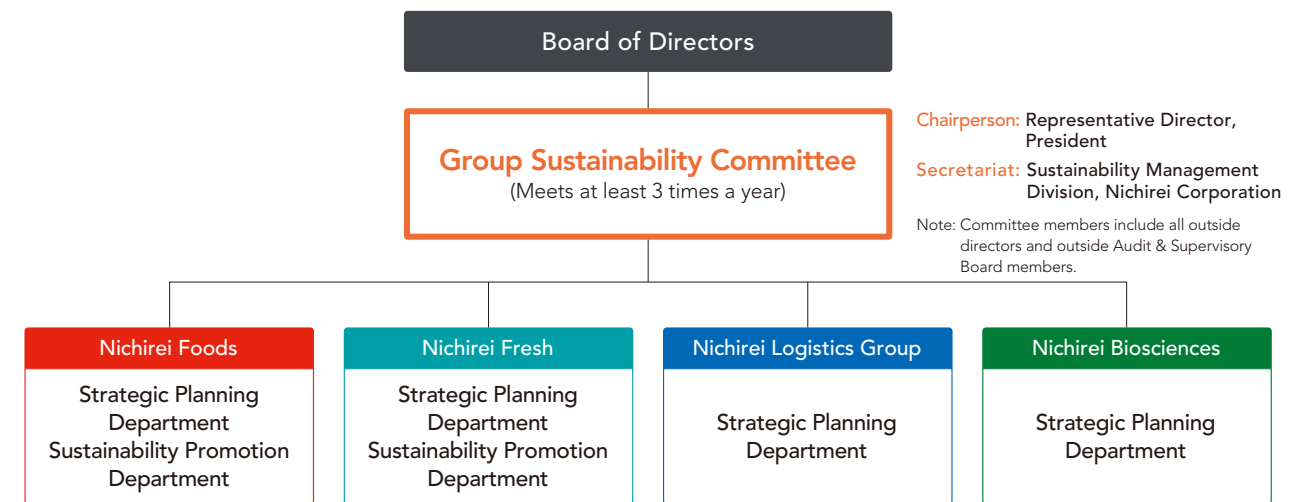 Board of Directors
Group Sustainability Committee
(Meets at least 3 times a year)
Chairperson: Representative Director,
President
Secretariat: Sustainability Management
Division, Nichirei Corporation
Note: Committee members include all outside
directors and outside Audit & Supervisory
Board members.
Nichirei Foods
Strategic Planning
Department
Sustainability Promotion
Department
Nichirei Fresh
Strategic Planning
Department
Sustainability Promotion
Department
Nichirei Logistics Group
Strategic Planning
Department
Nichirei Biosciences
Strategic Planning
Department